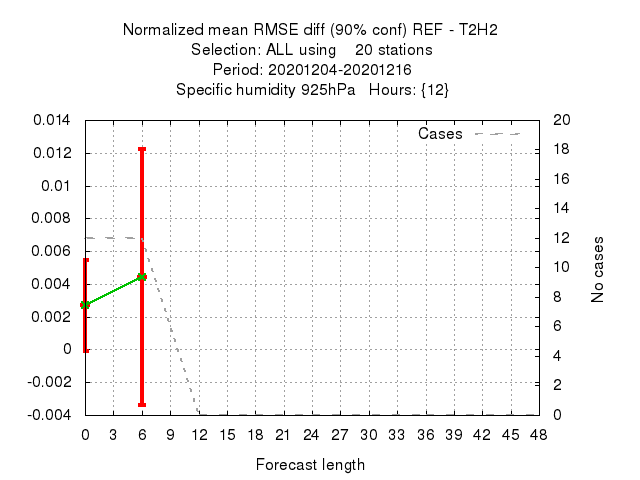 Normalized mean RMSE diff (90% conf) REF - T2H2
Selection: ALL using    20 stations
Period: 20201204-20201216
Specific humidity 925hPa   Hours: {12}
Cases
0.014
0.012
0.01
0.008
0.006
0.004
0.002
0
-0.002
-0.004
20
18
16
14
12
10
8
6
4
2
0
No cases
0 3 6 9 12 15 18 21 24 27 30 33 36 39 42 45 48
Forecast length